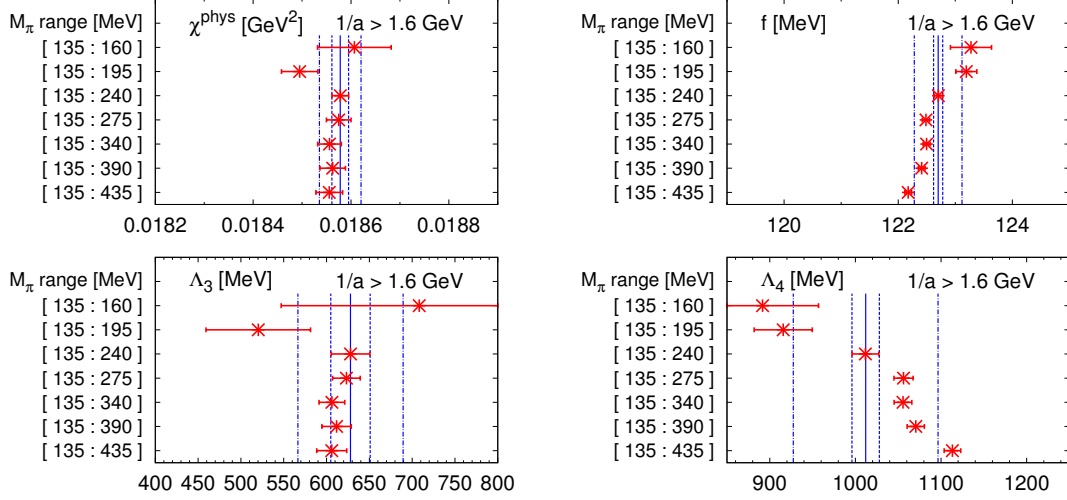 M_π range [MeV] χ^phys [GeV²] 1/a > 1.6 GeV
[ 135 : 160 ]
[ 135 : 195 ]
[ 135 : 240 ]
[ 135 : 275 ]
[ 135 : 340 ]
[ 135 : 390 ]
[ 135 : 435 ]
0.0182 0.0184 0.0186 0.0188
M_π range [MeV] f [MeV] 1/a > 1.6 GeV
[ 135 : 160 ]
[ 135 : 195 ]
[ 135 : 240 ]
[ 135 : 275 ]
[ 135 : 340 ]
[ 135 : 390 ]
[ 135 : 435 ]
120 122 124
M_π range [MeV] Λ_3 [MeV] 1/a > 1.6 GeV
[ 135 : 160 ]
[ 135 : 195 ]
[ 135 : 240 ]
[ 135 : 275 ]
[ 135 : 340 ]
[ 135 : 390 ]
[ 135 : 435 ]
400 450 500 550 600 650 700 750 800
M_π range [MeV] Λ_4 [MeV] 1/a > 1.6 GeV
[ 135 : 160 ]
[ 135 : 195 ]
[ 135 : 240 ]
[ 135 : 275 ]
[ 135 : 340 ]
[ 135 : 390 ]
[ 135 : 435 ]
900 1000 1100 1200